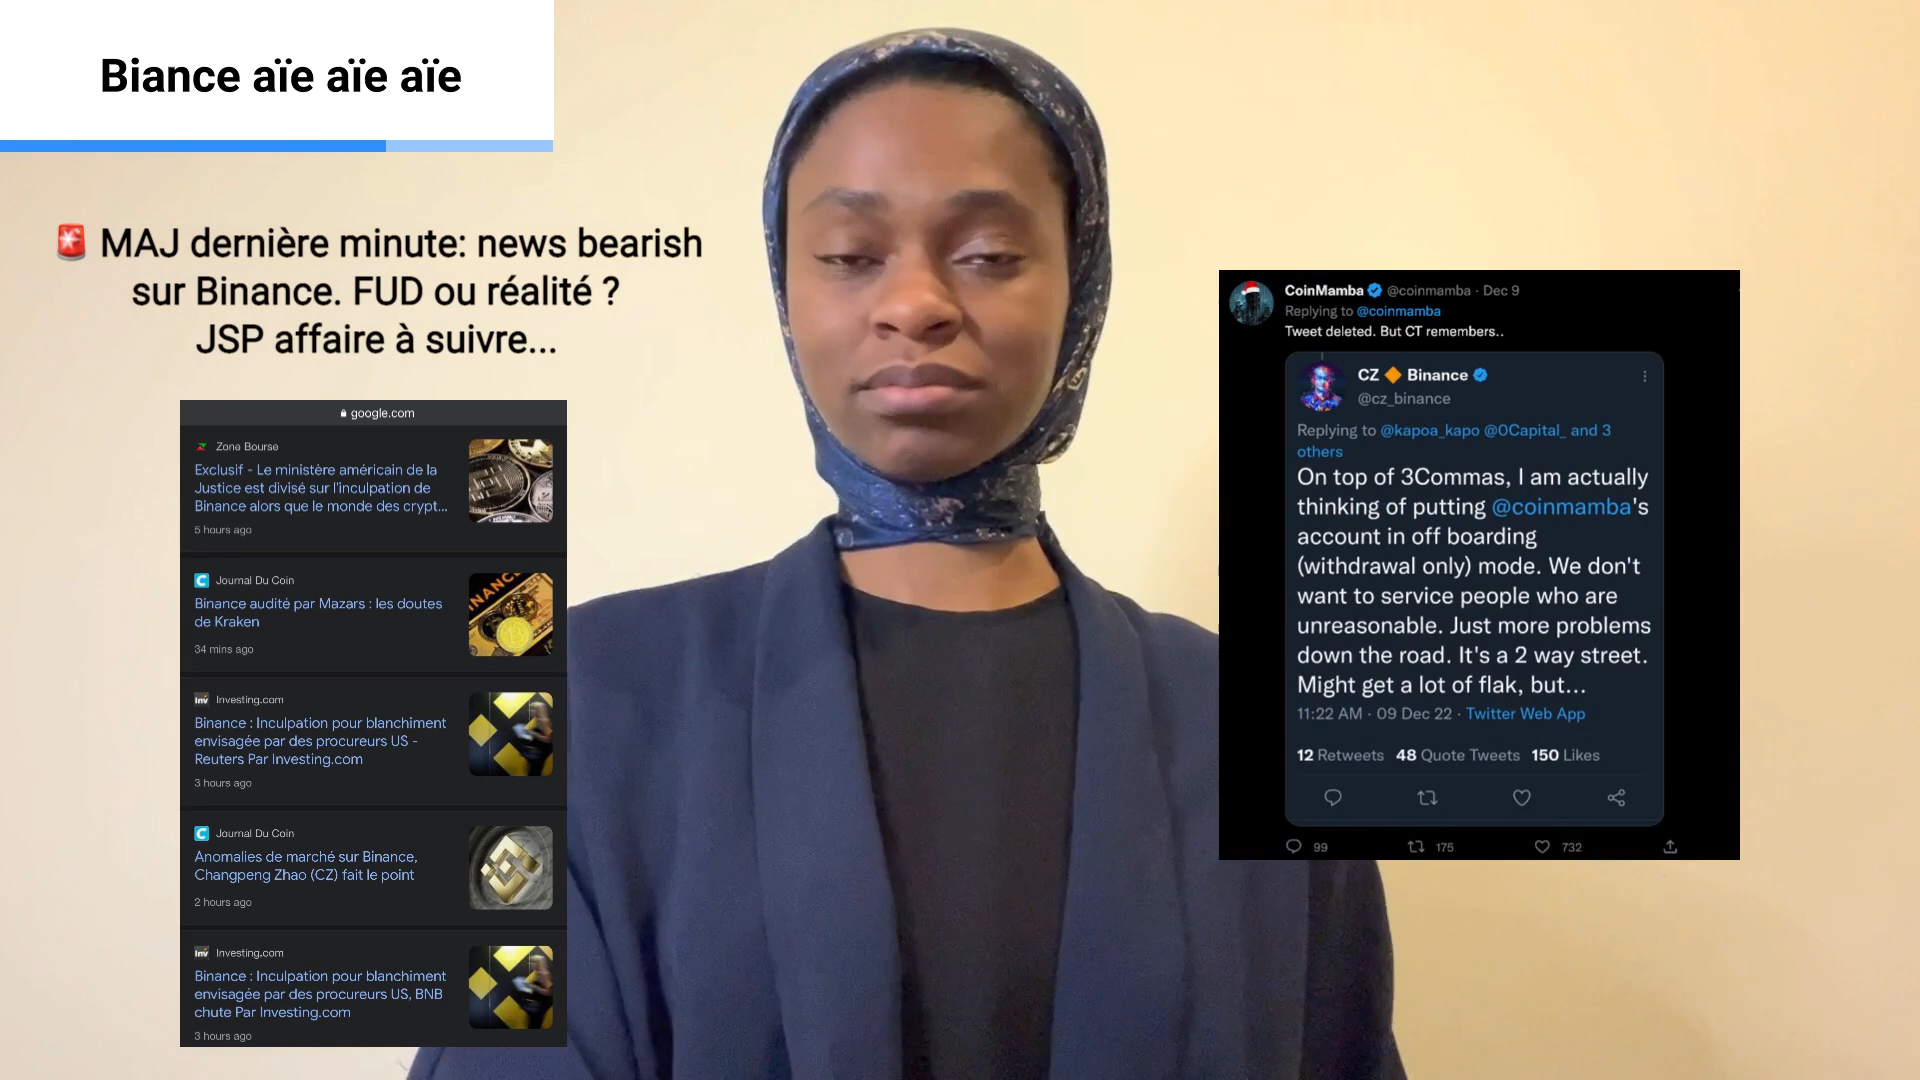 Biance aïe aïe aïe
🚨 MAJ dernière minute: news bearish
sur Binance. FUD ou réalité ?
JSP affaire à suivre...
google.com
Zone Bourse
Exclusif - Le ministère américain de la
Justice est divisé sur l'inculpation de
Binance alors que le monde des crypt...
5 hours ago
Journal Du Coin
Binance audité par Mazars : les doutes
de Kraken
34 mins ago
Investing.com
Binance : Inculpation pour blanchiment
envisagée par des procureurs US -
Reuters Par Investing.com
3 hours ago
Journal Du Coin
Anomalies de marché sur Binance,
Changpeng Zhao (CZ) fait le point
2 hours ago
Investing.com
Binance : Inculpation pour blanchiment
envisagée par des procureurs US, BNB
chute Par Investing.com
3 hours ago
CoinMamba @coinmamba · Dec 9
Replying to @coinmamba
Tweet deleted. But CT remembers..
CZ 🔶 Binance
@cz_binance
Replying to @kapoa_kapo @0Capital_ and 3
others
On top of 3Commas, I am actually
thinking of putting @coinmamba's
account in off boarding
(withdrawal only) mode. We don't
want to service people who are
unreasonable. Just more problems
down the road. It's a 2 way street.
Might get a lot of flak, but...
11:22 AM · 09 Dec 22 · Twitter Web App
12 Retweets 48 Quote Tweets 150 Likes
99 175 732